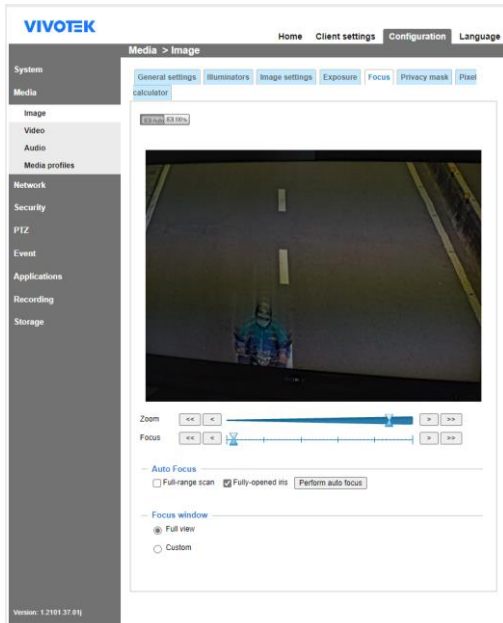 VIVOTEK
Home Client settings Configuration Language
Media > Image
System
Media
Image
Video
Audio
Media profiles
Network
Security
PTZ
Event
Applications
Recording
Storage
General settings Illuminators Image settings Exposure Focus Privacy mask Pixel
calculator
Zoom << < > >>
Focus << < > >>
Auto Focus
Full-range scan Fully-opened iris Perform auto focus
Focus window
Full view
Custom
Version: 1.2101.37.01j